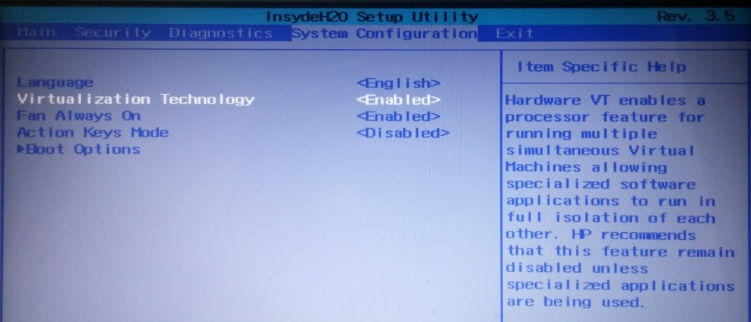 InsydeH2O Setup Utility Rev. 3.5
Main Security Diagnostics System Configuration Exit
Language <English>
Virtualization Technology <Enabled>
Fan Always On <Enabled>
Action Keys Mode <Disabled>
▶Boot Options
Item Specific Help
Hardware VT enables a
processor feature for
running multiple
simultaneous Virtual
Machines allowing
specialized software
applications to run in
full isolation of each
other. HP recommends
that this feature remain
disabled unless
specialized applications
are being used.